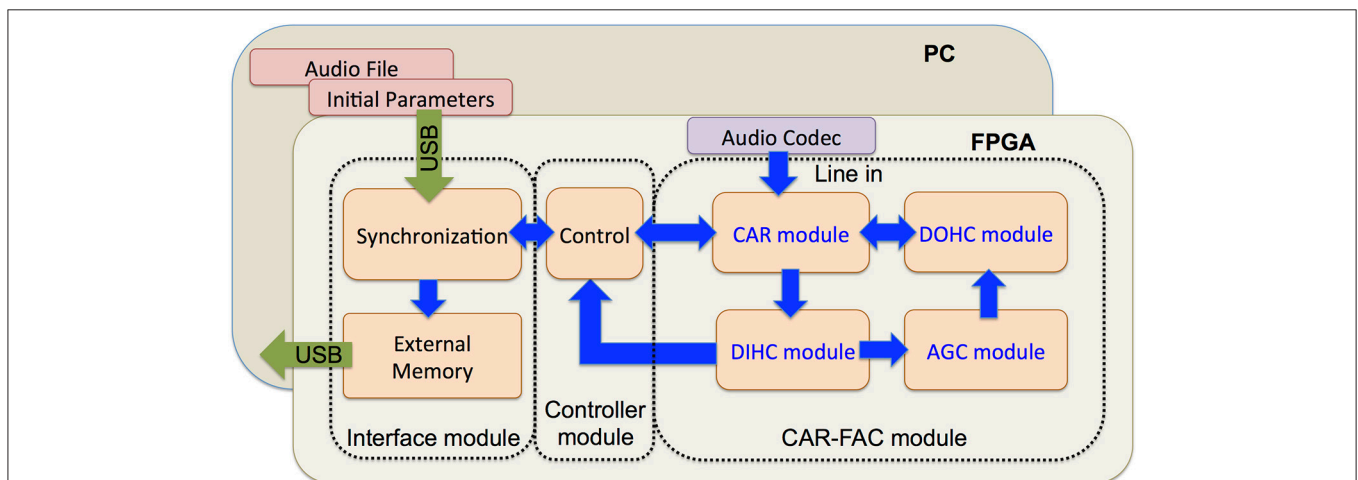 PC
Audio File
Initial Parameters
USB
Audio Codec
FPGA
Line in
Synchronization
Control
CAR module
DOHC module
External
Memory
USB
DIHC module
AGC module
Interface module
Controller
module
CAR-FAC module